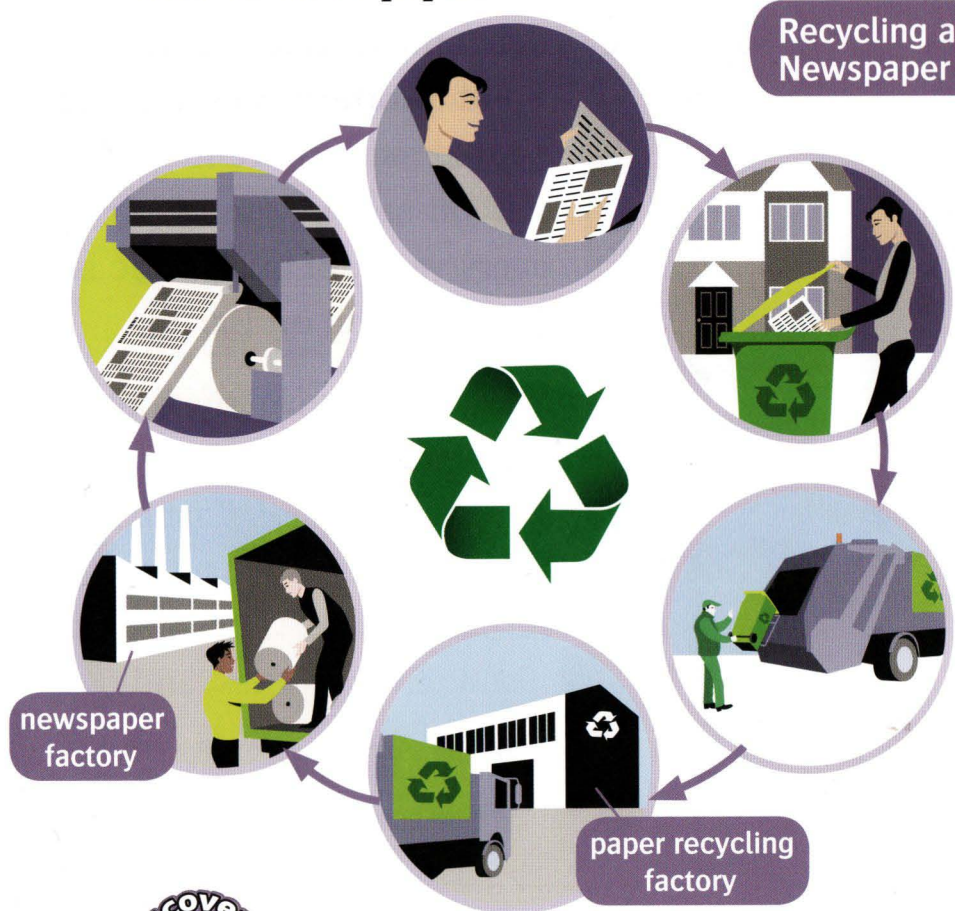 Recycling a
Newspaper
newspaper
factory
paper recycling
factory